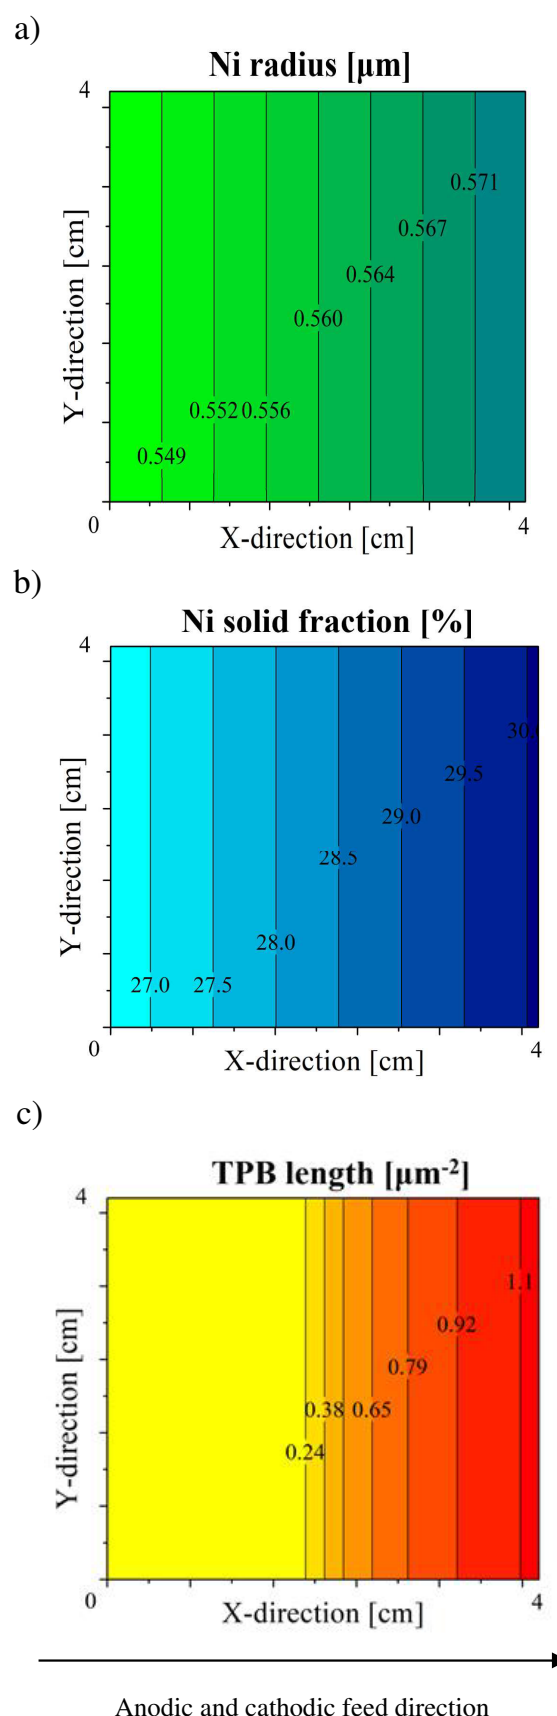 a)
Ni radius [μm]
4
0.571
0.567
0.564
0.560
0.552 0.556
0.549
Y-direction [cm]
0
4
X-direction [cm]
b)
Ni solid fraction [%]
4
29.5
29.0
28.5
28.0
27.0 27.5
Y-direction [cm]
0
4
X-direction [cm]
c)
TPB length [μm⁻²]
4
1.1
0.92
0.79
0.38 0.65
0.24
Y-direction [cm]
0
4
X-direction [cm]
Anodic and cathodic feed direction